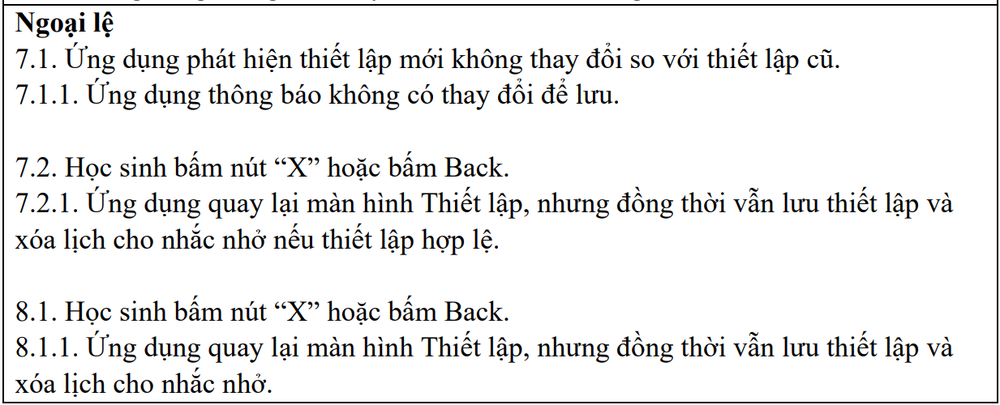 Ngoại lệ
7.1. Ứng dụng phát hiện thiết lập mới không thay đổi so với thiết lập cũ.
7.1.1. Ứng dụng thông báo không có thay đổi để lưu.
7.2. Học sinh bấm nút “X” hoặc bấm Back.
7.2.1. Ứng dụng quay lại màn hình Thiết lập, nhưng đồng thời vẫn lưu thiết lập và
xóa lịch cho nhắc nhở nếu thiết lập hợp lệ.
8.1. Học sinh bấm nút “X” hoặc bấm Back.
8.1.1. Ứng dụng quay lại màn hình Thiết lập, nhưng đồng thời vẫn lưu thiết lập và
xóa lịch cho nhắc nhở.